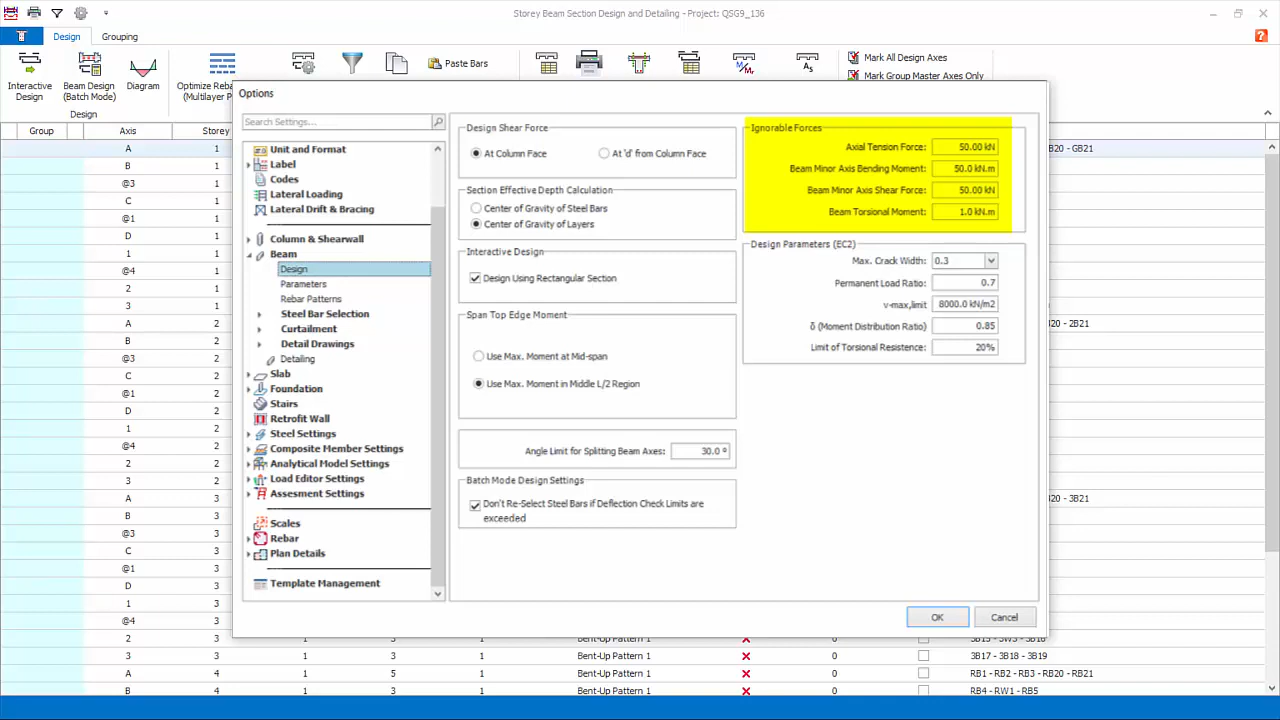 Storey Beam Section Design and Detailing - Project: QSG9_136
Design
Grouping
Interactive
Design
Beam Design
(Batch Mode)
Diagram
Optimize Reba
(Multilayer P
Paste Bars
Mark All Design Axes
Mark Group Master Axes Only
Design
Group
Axis
Storey
A 1
B 1
@3 1
C 1
@1 1
D 1
1 1
@4 1
2 1
3 1
A 2
B 2
@3 2
C 2
@1 2
D 2
1 2
@4 2
2 2
3 2
A 3
B 3
@3 3
C 3
@1 3
D 3
1 3
@4 3
2 3 1 3 1 Bent-Up Pattern 1 0 3B15 - 3W3 - 3B16
3 3 1 3 1 Bent-Up Pattern 1 0 3B17 - 3B18 - 3B19
A 4 1 5 1 Bent-Up Pattern 1 0 RB1 - RB2 - RB3 - RB20 - RB21
B 4 1 3 1 Bent-Up Pattern 1 0 RB4 - RW1 - RB5
B20 - GB21
20 - 2B21
20 - 3B21
Options
Search Settings...
Unit and Format
Label
Codes
Lateral Loading
Lateral Drift & Bracing
Column & Shearwall
Beam
Design
Parameters
Rebar Patterns
Steel Bar Selection
Curtailment
Detail Drawings
Detailing
Slab
Foundation
Stairs
Retrofit Wall
Steel Settings
Composite Member Settings
Analytical Model Settings
Load Editor Settings
Assesment Settings
Scales
Rebar
Plan Details
Template Management
Design Shear Force
At Column Face
At 'd' from Column Face
Section Effective Depth Calculation
Center of Gravity of Steel Bars
Center of Gravity of Layers
Interactive Design
Design Using Rectangular Section
Span Top Edge Moment
Use Max. Moment at Mid-span
Use Max. Moment in Middle L/2 Region
Angle Limit for Splitting Beam Axes: 30.0 º
Batch Mode Design Settings
Don't Re-Select Steel Bars if Deflection Check Limits are
exceeded
Ignorable Forces
Axial Tension Force: 50.00 kN
Beam Minor Axis Bending Moment: 50.0 kN.m
Beam Minor Axis Shear Force: 50.00 kN
Beam Torsional Moment: 1.0 kN.m
Design Parameters (EC2)
Max. Crack Width: 0.3
Permanent Load Ratio: 0.7
v-max,limit 8000.0 kN/m2
δ (Moment Distribution Ratio) 0.85
Limit of Torsional Resistence: 20%
OK
Cancel